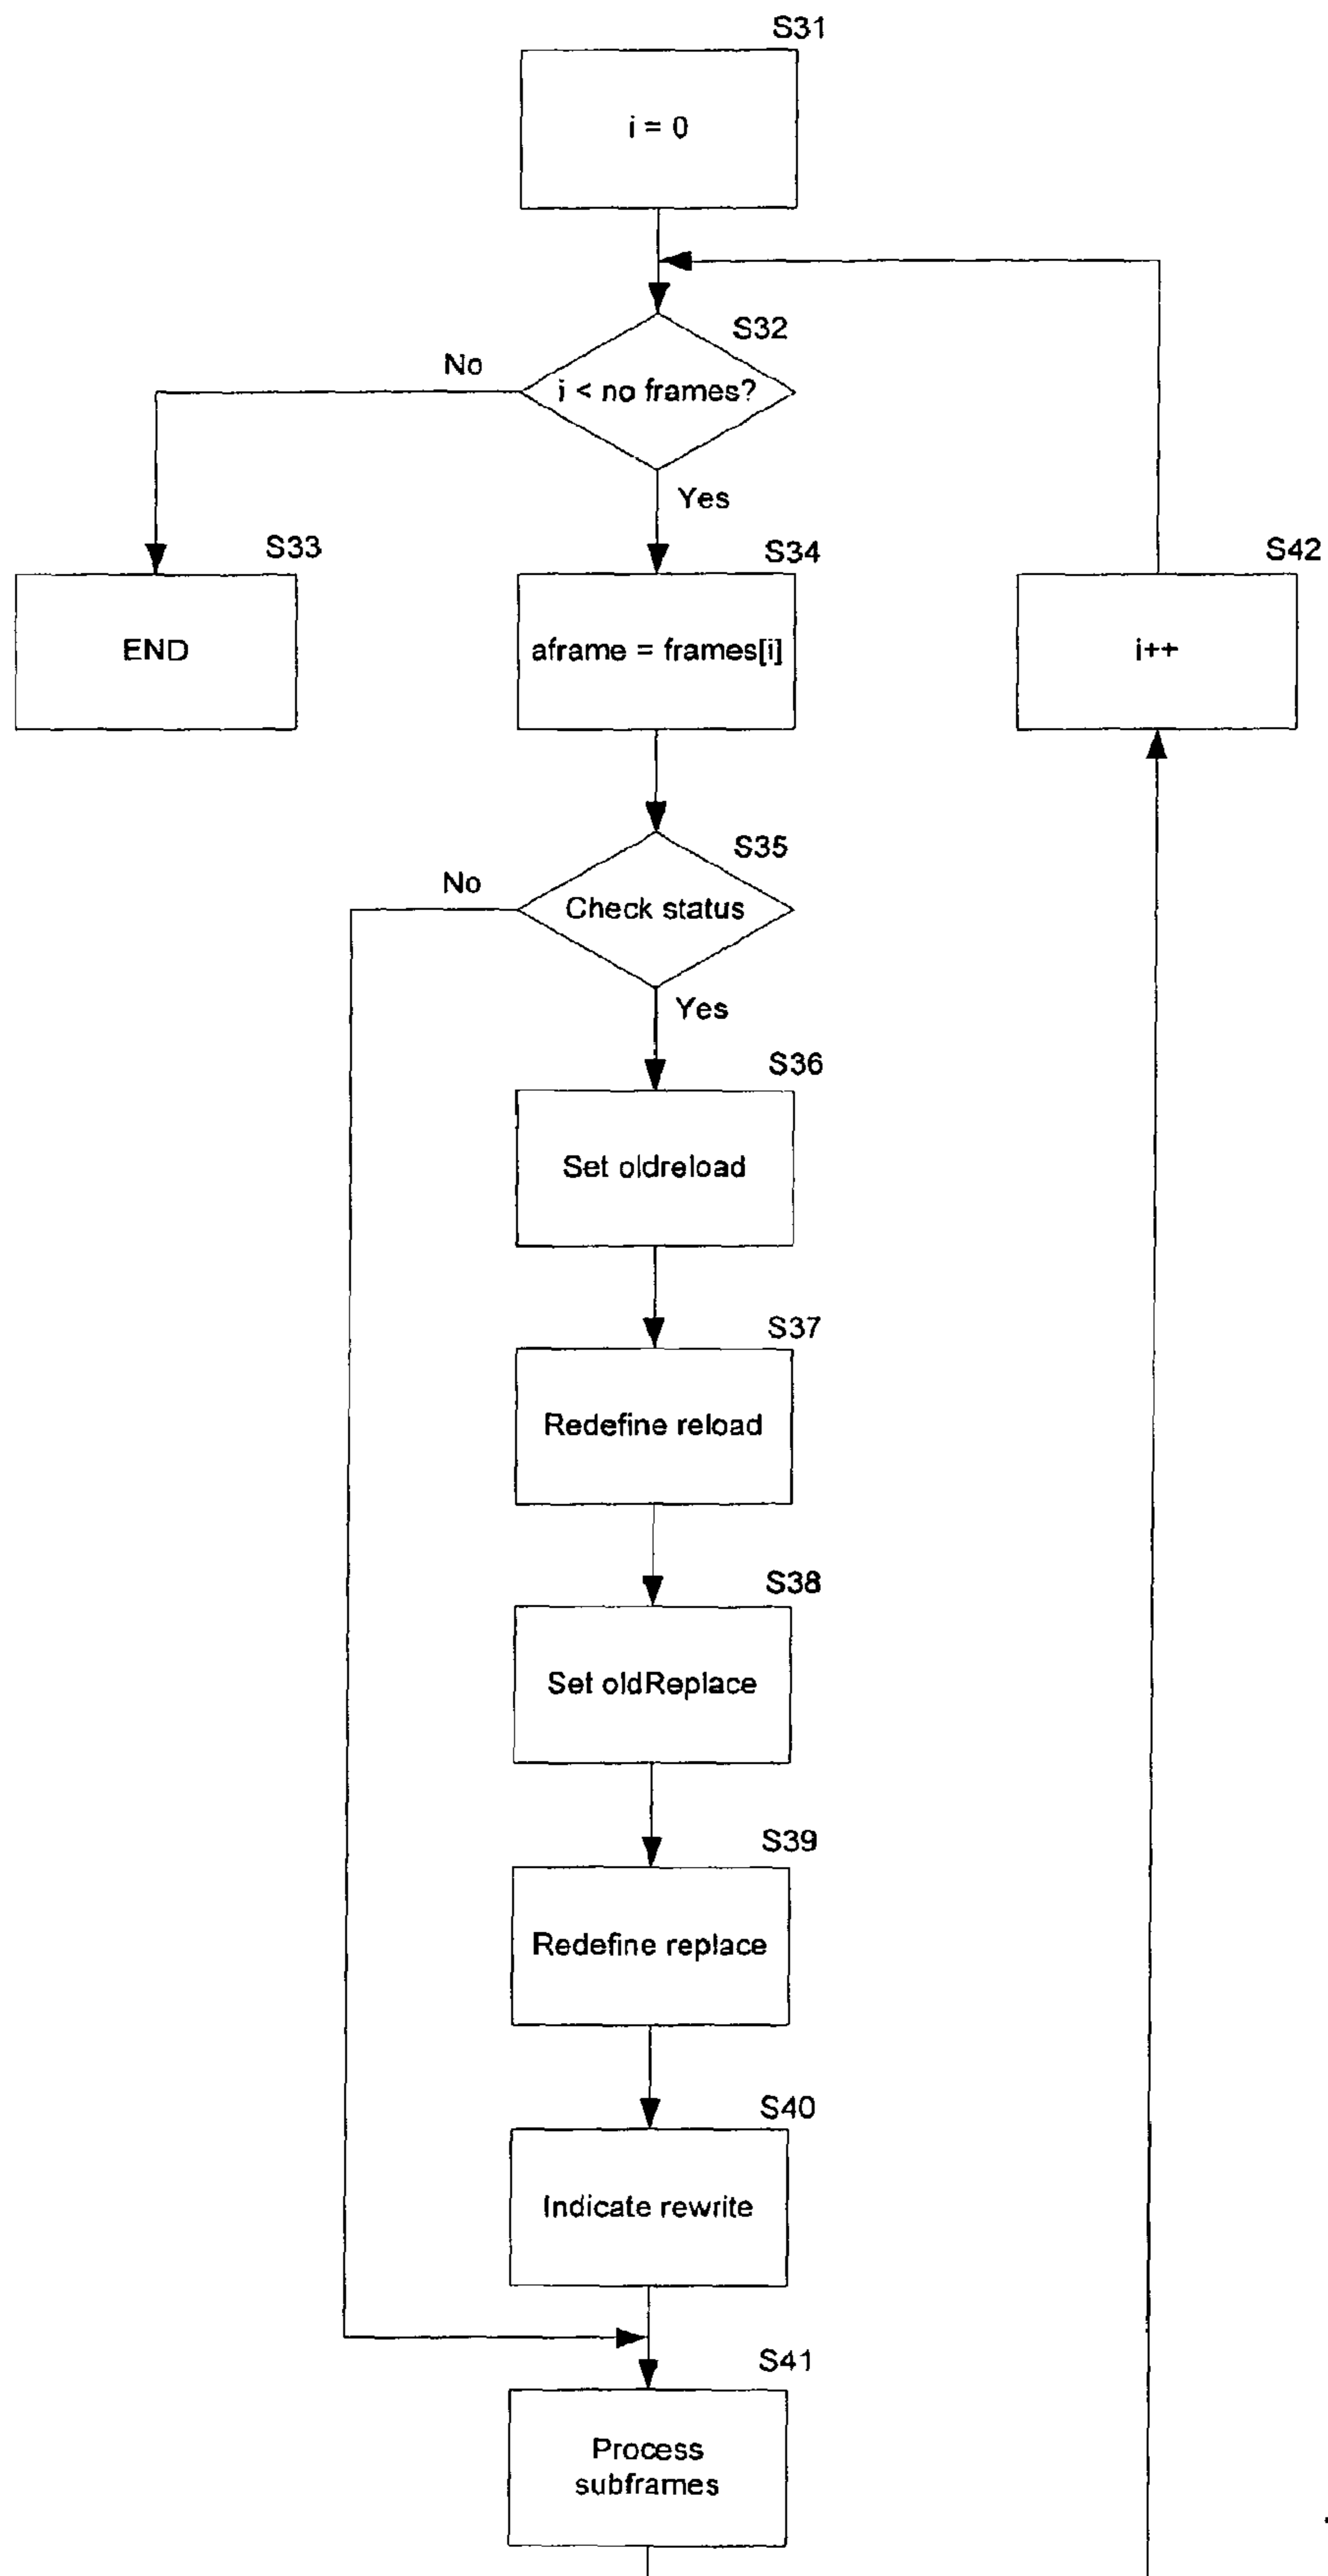 S31
i = 0
S32
i < no frames?
No
Yes
S33
END
S34
aframe = frames[i]
S42
i++
S35
Check status
No
Yes
S36
Set oldreload
S37
Redefine reload
S38
Set oldReplace
S39
Redefine replace
S40
Indicate rewrite
S41
Process
subframes